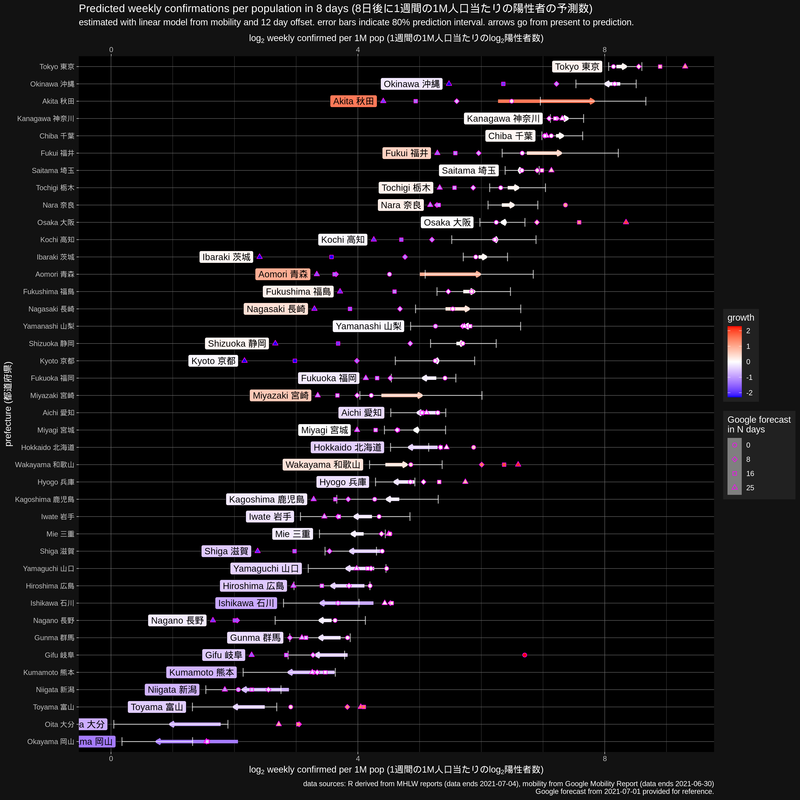 Predicted weekly confirmations per population in 8 days (8日後に1週間の1M人口当たりの陽性者の予測数)
estimated with linear model from mobility and 12 day offset. error bars indicate 80% prediction interval. arrows go from present to prediction.
log2 weekly confirmed per 1M pop (1週間の1M人口当たりのlog2陽性者数)
0 4 8
Tokyo 東京 Tokyo 東京
Okinawa 沖縄 Okinawa 沖縄
Akita 秋田 Akita 秋田
Kanagawa 神奈川 Kanagawa 神奈川
Chiba 千葉 Chiba 千葉
Fukui 福井 Fukui 福井
Saitama 埼玉 Saitama 埼玉
Tochigi 栃木 Tochigi 栃木
Nara 奈良 Nara 奈良
Osaka 大阪 Osaka 大阪
Kochi 高知 Kochi 高知
Ibaraki 茨城 Ibaraki 茨城
Aomori 青森 Aomori 青森
Fukushima 福島 Fukushima 福島
Nagasaki 長崎 Nagasaki 長崎
Yamanashi 山梨 Yamanashi 山梨
Shizuoka 静岡 Shizuoka 静岡
Kyoto 京都 Kyoto 京都
Fukuoka 福岡 Fukuoka 福岡
Miyazaki 宮崎 Miyazaki 宮崎
Aichi 愛知 Aichi 愛知
Miyagi 宮城 Miyagi 宮城
Hokkaido 北海道 Hokkaido 北海道
Wakayama 和歌山 Wakayama 和歌山
Hyogo 兵庫 Hyogo 兵庫
Kagoshima 鹿児島 Kagoshima 鹿児島
Iwate 岩手 Iwate 岩手
Mie 三重 Mie 三重
Shiga 滋賀 Shiga 滋賀
Yamaguchi 山口 Yamaguchi 山口
Hiroshima 広島 Hiroshima 広島
Ishikawa 石川 Ishikawa 石川
Nagano 長野 Nagano 長野
Gunma 群馬 Gunma 群馬
Gifu 岐阜 Gifu 岐阜
Kumamoto 熊本 Kumamoto 熊本
Niigata 新潟 Niigata 新潟
Toyama 富山 Toyama 富山
Oita 大分 a 大分
Okayama 岡山 ma 岡山
prefecture (都道府県)
0 4 8
log2 weekly confirmed per 1M pop (1週間の1M人口当たりのlog2陽性者数)
growth
2
1
0
-1
-2
Google forecast
in N days
0
8
16
25
data sources: R derived from MHLW reports (data ends 2021-07-04), mobility from Google Mobility Report (data ends 2021-06-30)
Google forecast from 2021-07-01 provided for reference.